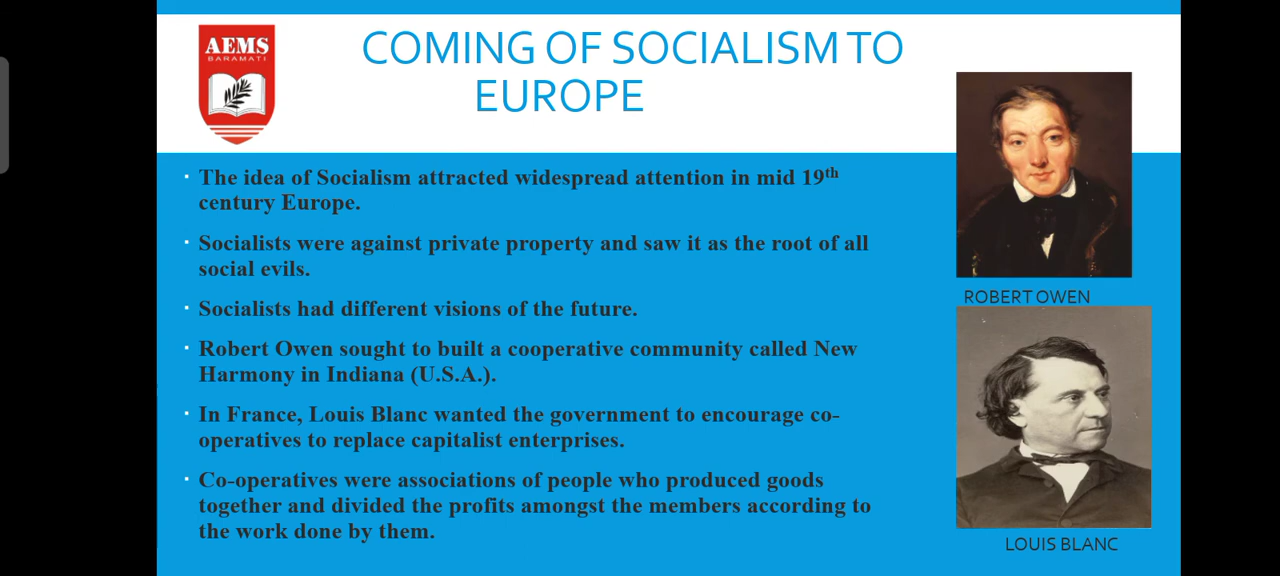 AEMS
BARAMATI
COMING OF SOCIALISM TO
EUROPE
The idea of Socialism attracted widespread attention in mid 19th
century Europe.
Socialists were against private property and saw it as the root of all
social evils.
Socialists had different visions of the future.
Robert Owen sought to built a cooperative community called New
Harmony in Indiana (U.S.A.).
In France, Louis Blanc wanted the government to encourage co-
operatives to replace capitalist enterprises.
Co-operatives were associations of people who produced goods
together and divided the profits amongst the members according to
the work done by them.
ROBERT OWEN
LOUIS BLANC